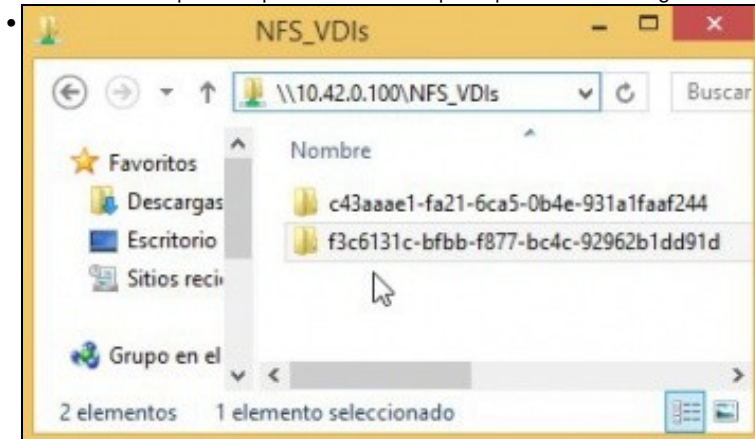 NFS_VDIs
\\10.42.0.100\NFS_VDIs
Buscar
Favoritos
Descargas
Escritorio
Sitios reci
Grupo en el
Nombre
c43aaae1-fa21-6ca5-0b4e-931a1faaf244
f3c6131c-bfbb-f877-bc4c-92962b1dd91d
2 elementos 1 elemento seleccionado